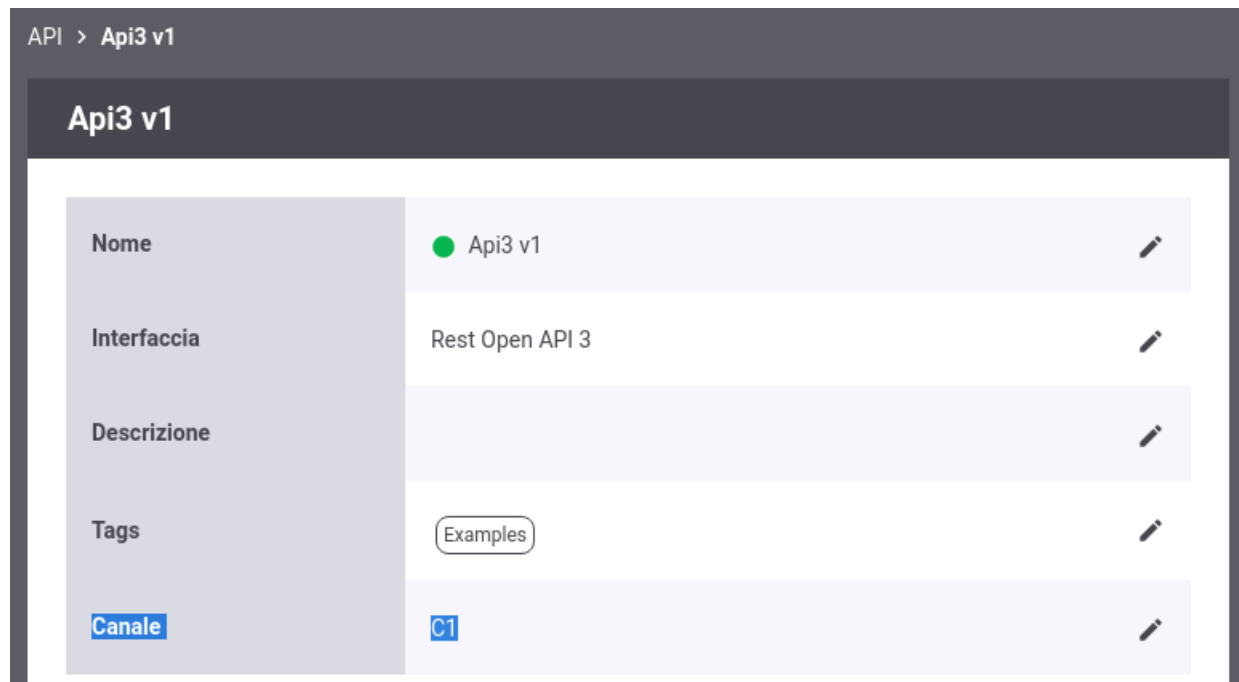 API > Api3 v1
Api3 v1
Nome Api3 v1
Interfaccia Rest Open API 3
Descrizione
Tags Examples
Canale C1